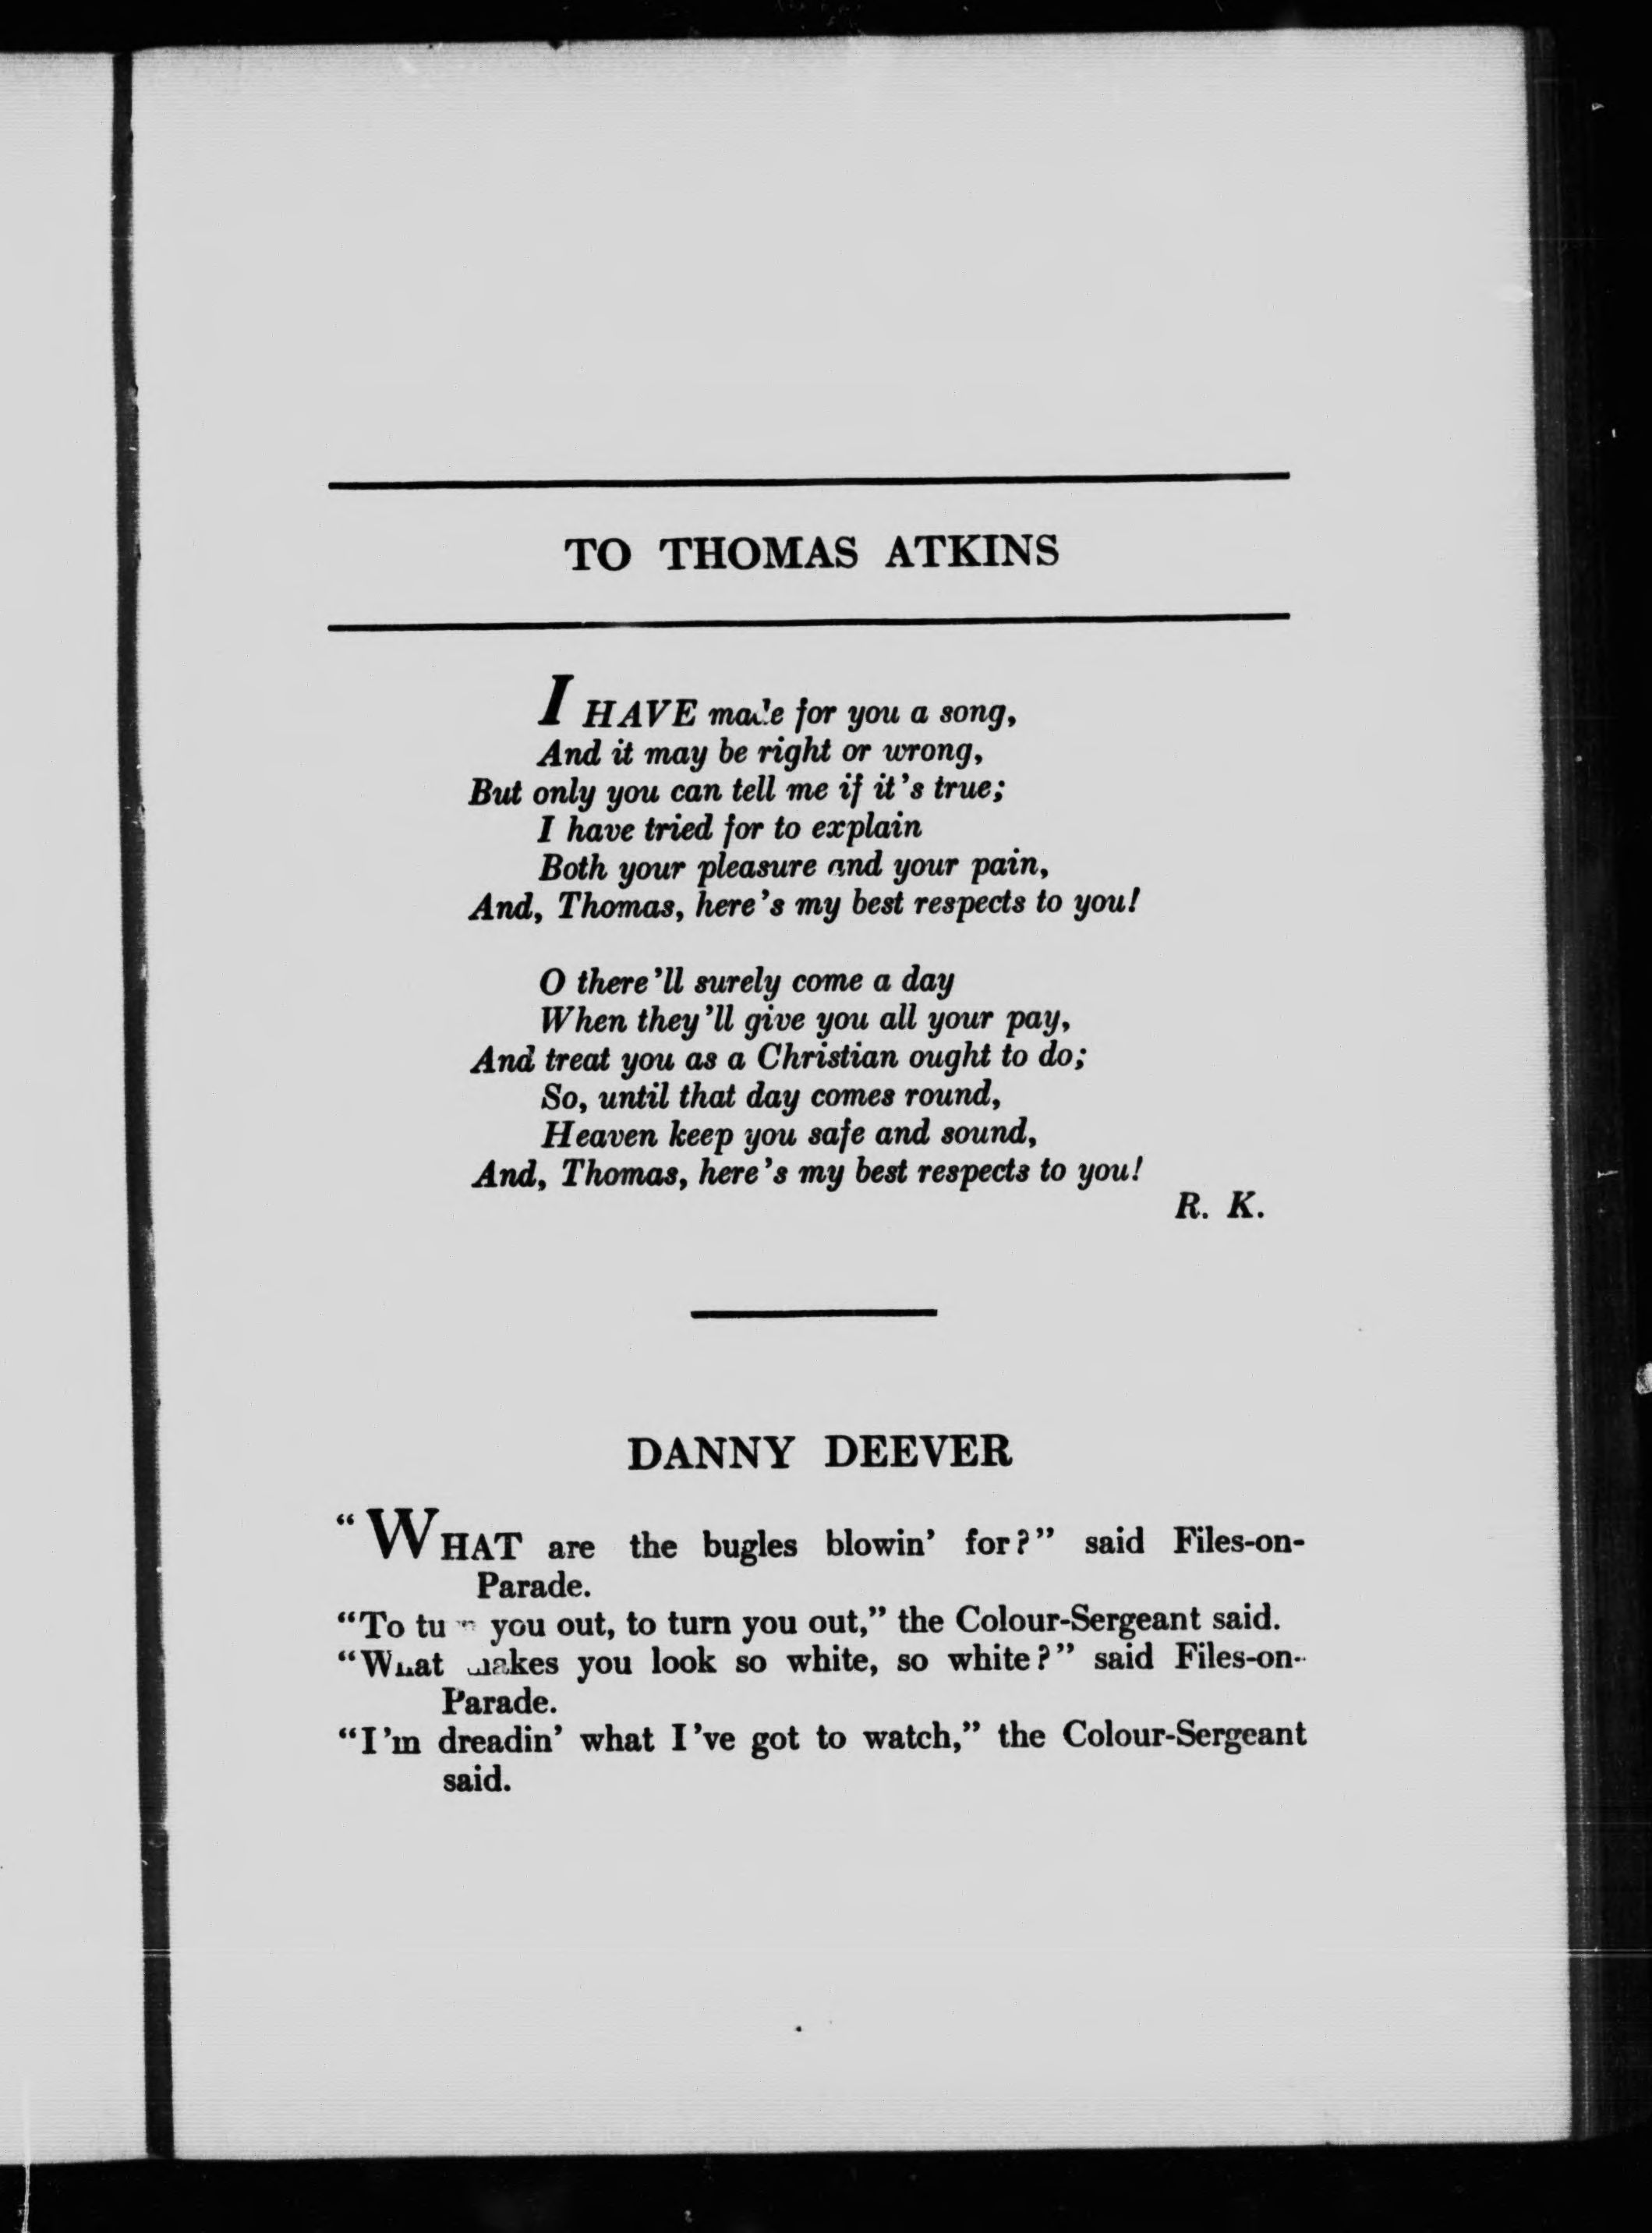 TO THOMAS ATKINS
I HAVE made for you a song,
And it may be right or wrong,
But only you can tell me if it's true;
I have tried for to explain
Both your pleasure and your pain,
And, Thomas, here's my best respects to you!
O there'll surely come a day
When they'll give you all your pay,
And treat you as a Christian ought to do;
So, until that day comes round,
Heaven keep you safe and sound,
And, Thomas, here's my best respects to you!
R. K.
DANNY DEEVER
"WHAT are the bugles blowin' for?" said Files-on-
Parade.
"To turn you out, to turn you out," the Colour-Sergeant said.
"What makes you look so white, so white?" said Files-on-
Parade.
"I'm dreadin' what I've got to watch," the Colour-Sergeant
said.